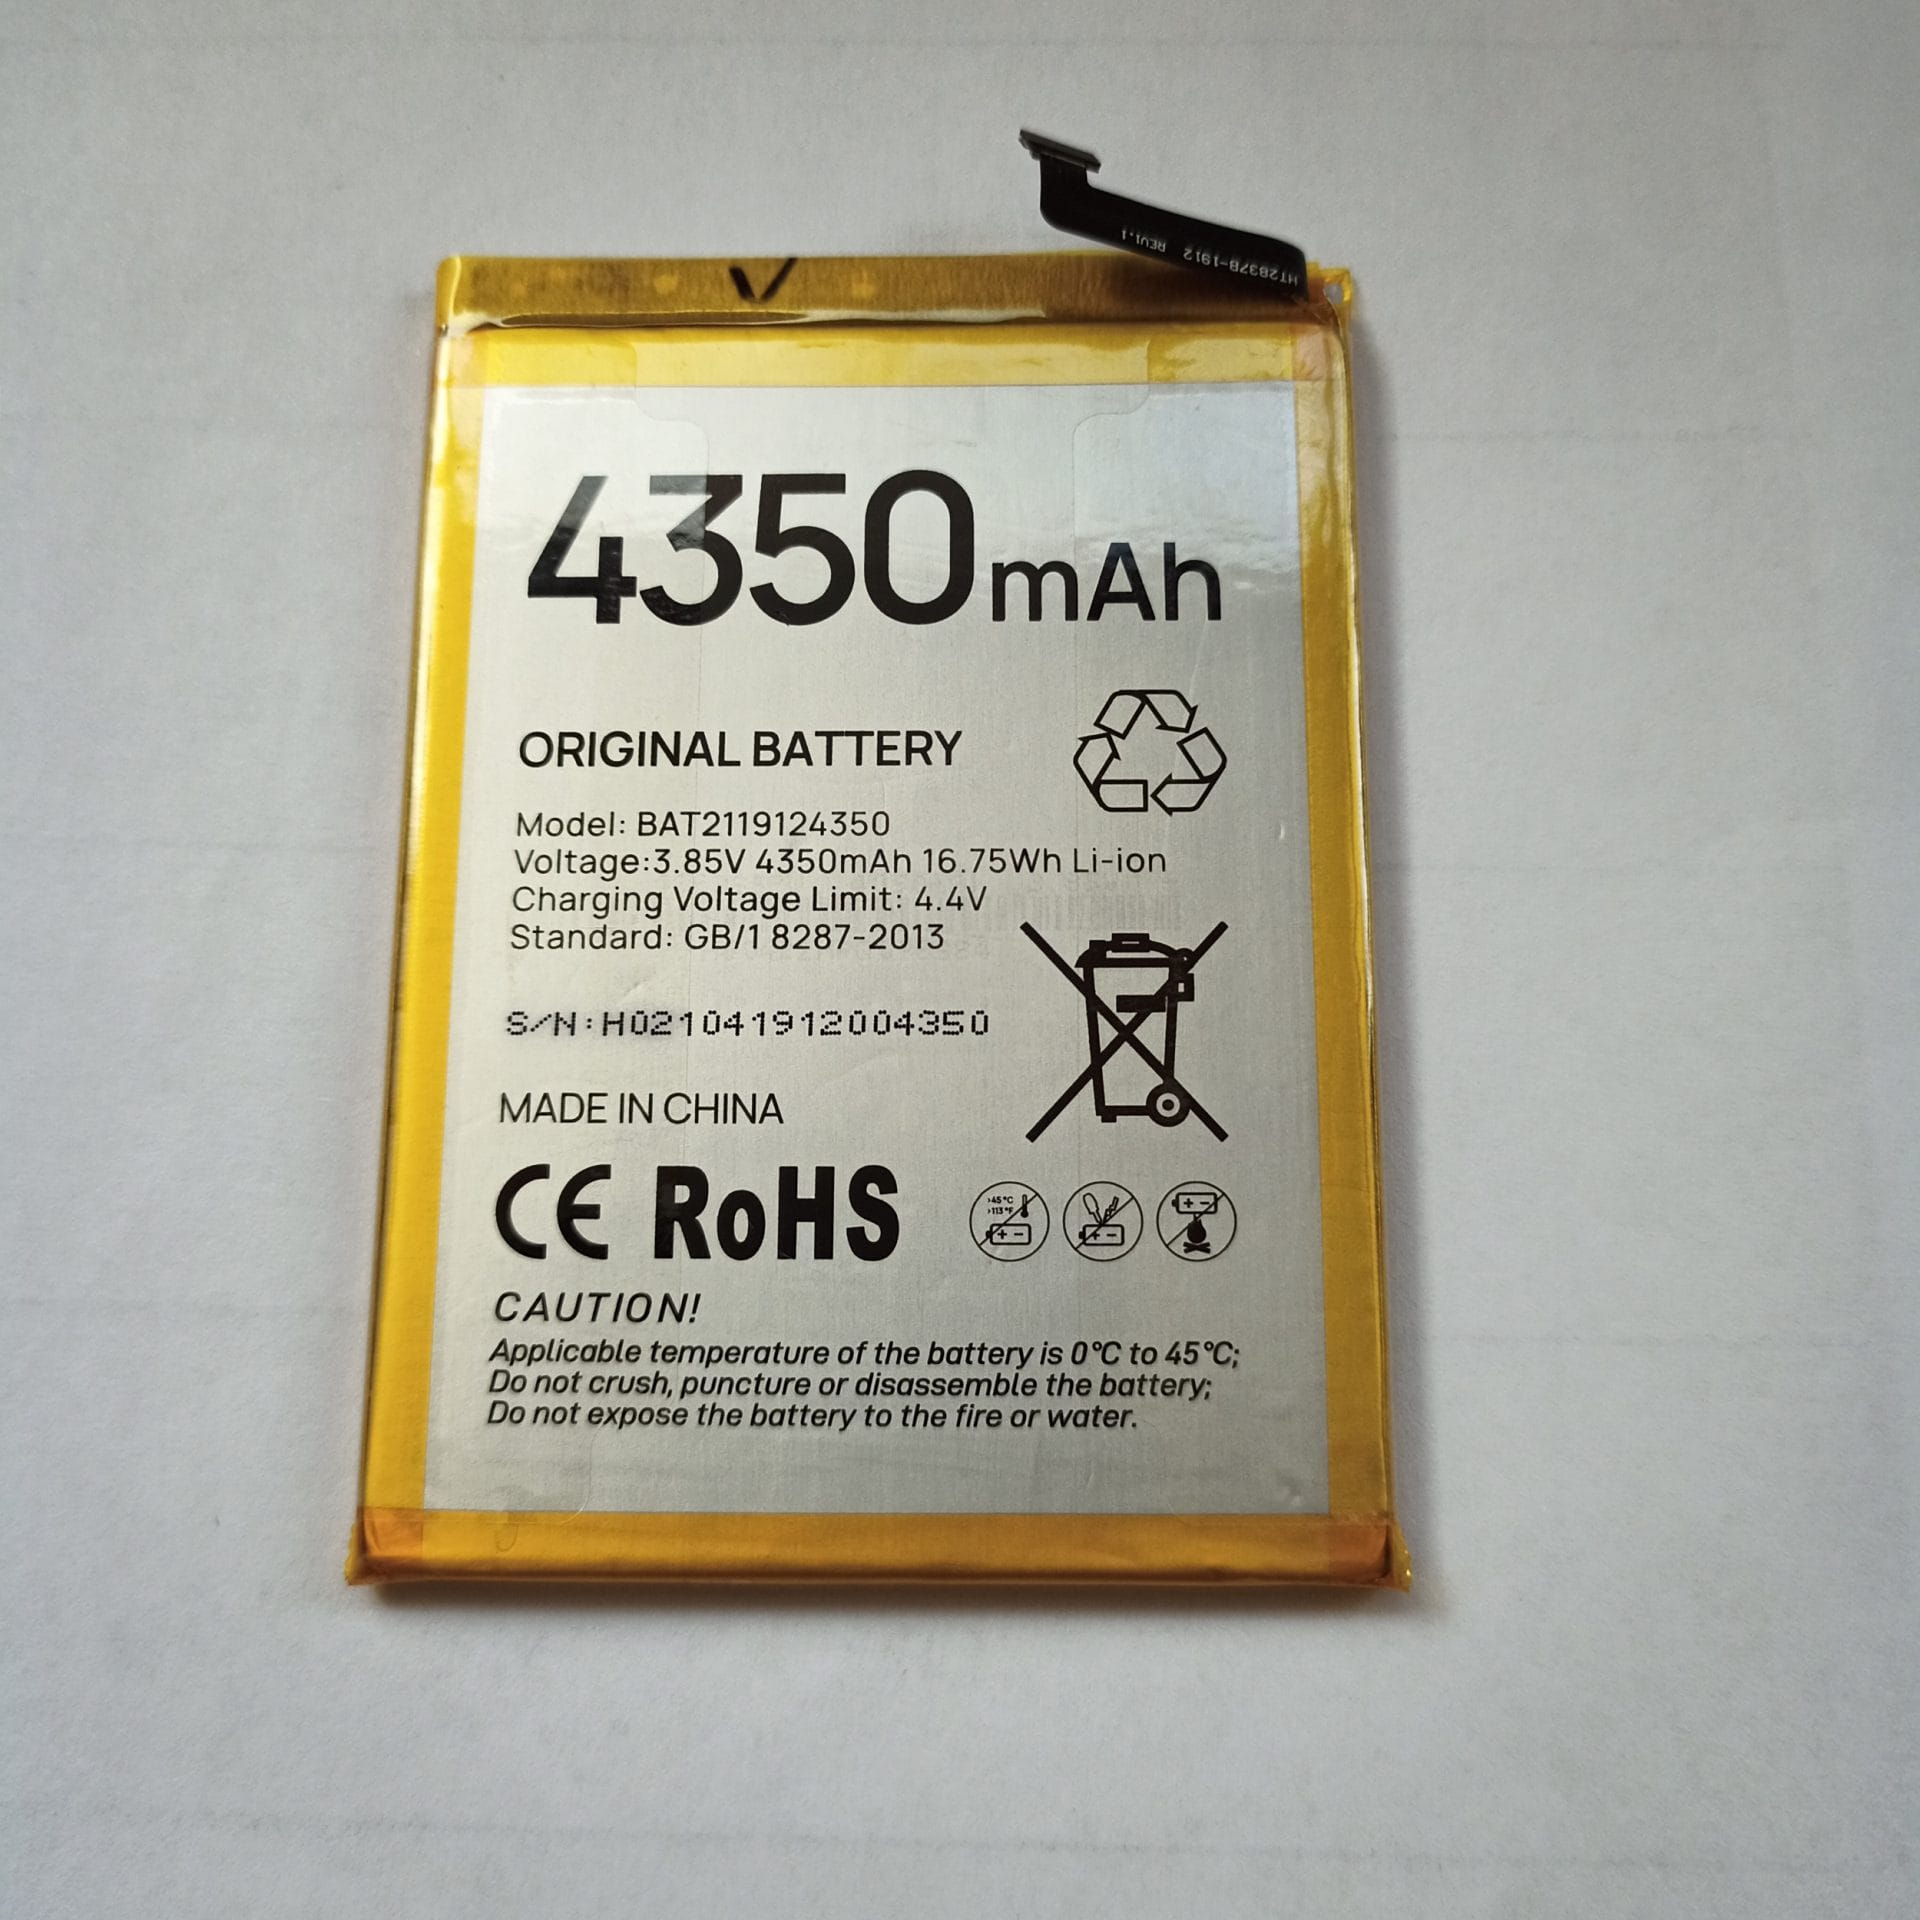 HT2B37B-1912 REV1.1
4350mAh
ORIGINAL BATTERY
Model: BAT2119124350
Voltage:3.85V 4350mAh 16.75Wh Li-ion
Charging Voltage Limit: 4.4V
Standard: GB/1 8287-2013
S/N:H021041912004350
MADE IN CHINA
CE RoHS
>45°C
>113°F
CAUTION!
Applicable temperature of the battery is 0°C to 45°C;
Do not crush, puncture or disassemble the battery;
Do not expose the battery to the fire or water.